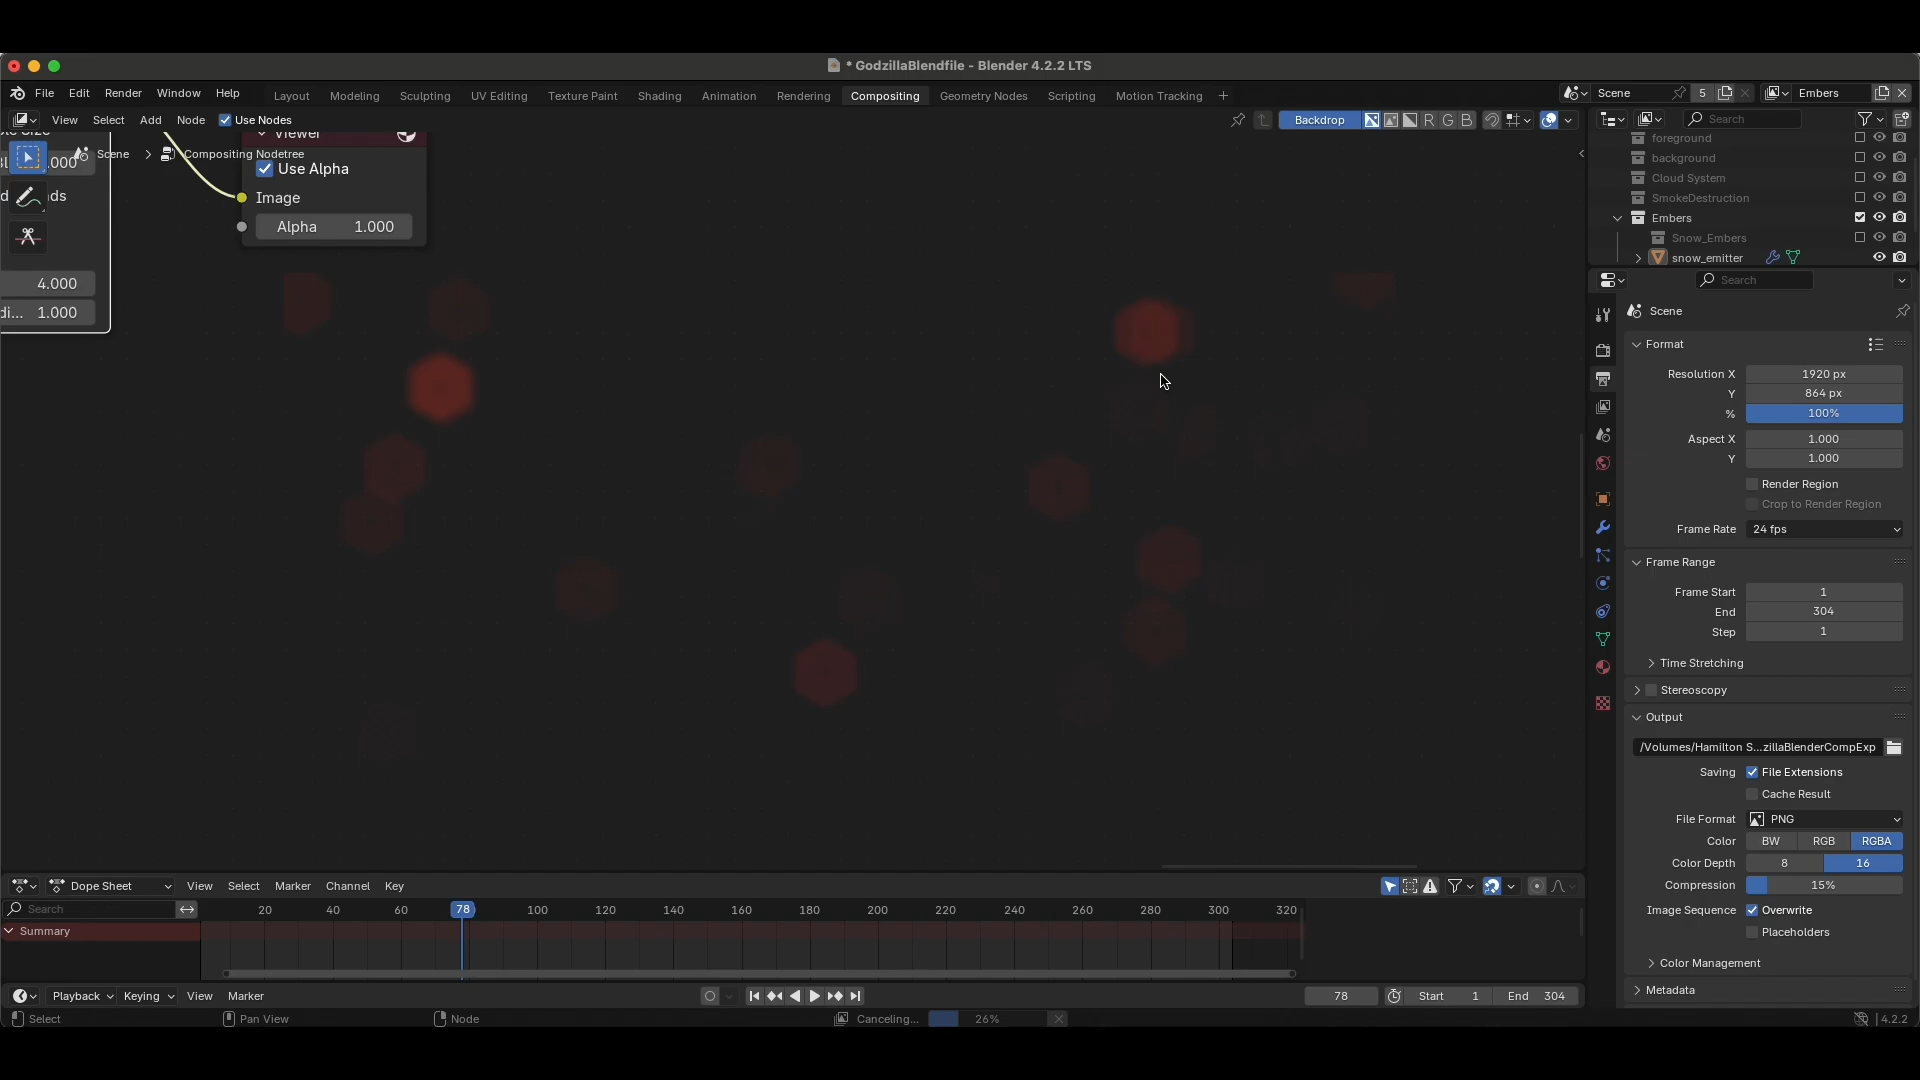 * GodzillaBlendfile - Blender 4.2.2 LTS
File Edit Render Window Help Layout Modeling Sculpting UV Editing Texture Paint Shading Animation Rendering Compositing Geometry Nodes Scripting Motion Tracking + Scene 5 Embers
View Select Add Node Use Nodes Backdrop R G B Search
Viewer
Scene > Compositing Nodetree
Use Alpha
Image
Alpha 1.000
4.000
di... 1.000
foreground
background
Cloud System
SmokeDestruction
Embers
Snow_Embers
snow_emitter
Search
Scene
Format
Resolution X 1920 px
Y 864 px
% 100%
Aspect X 1.000
Y 1.000
Render Region
Crop to Render Region
Frame Rate 24 fps
Frame Range
Frame Start 1
End 304
Step 1
Time Stretching
Stereoscopy
Output
/Volumes/Hamilton S...zillaBlenderCompExp
Saving File Extensions
Cache Result
File Format PNG
Color BW RGB RGBA
Color Depth 8 16
Compression 15%
Image Sequence Overwrite
Placeholders
Color Management
Metadata
Dope Sheet View Select Marker Channel Key
Search 20 40 60 78 100 120 140 160 180 200 220 240 260 280 300 320
Summary
Playback Keying View Marker 78 Start 1 End 304
Select Pan View Node Canceling... 26% 4.2.2